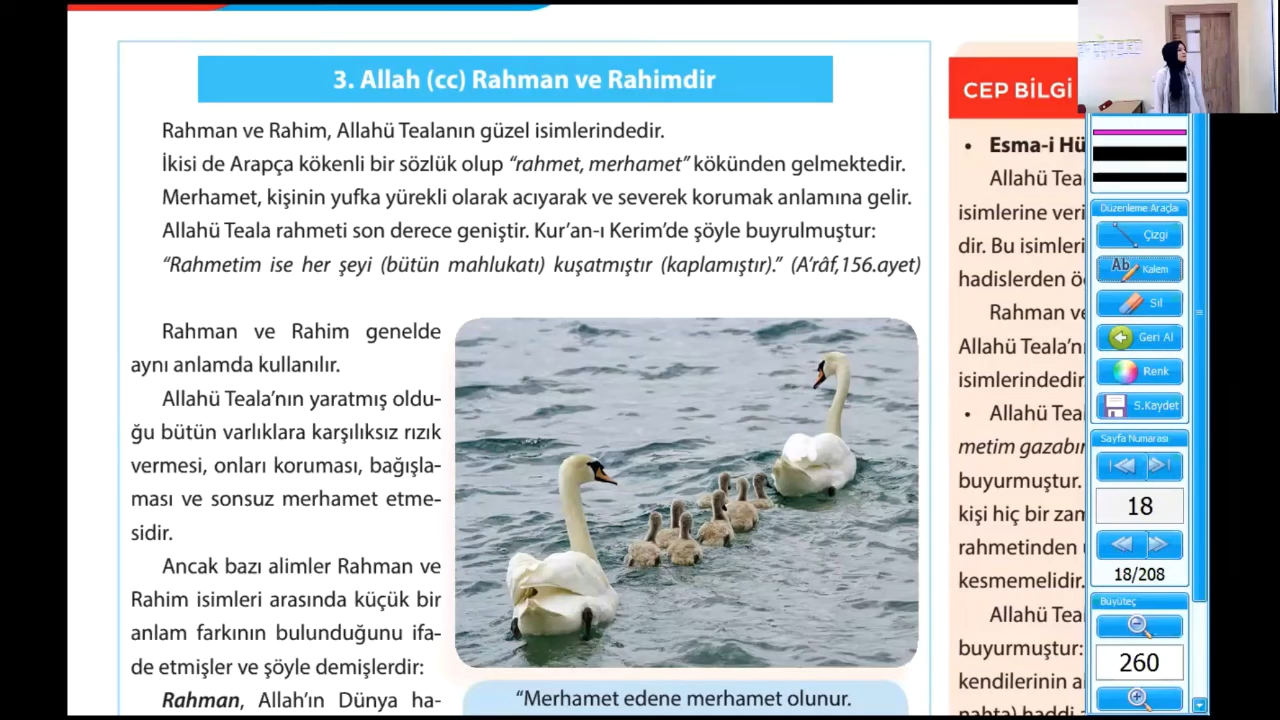 3. Allah (cc) Rahman ve Rahimdir
Rahman ve Rahim, Allahü Tealanın güzel isimlerindedir.
İkisi de Arapça kökenli bir sözlük olup “rahmet, merhamet” kökünden gelmektedir.
Merhamet, kişinin yufka yürekli olarak acıyarak ve severek korumak anlamına gelir.
Allahü Teala rahmeti son derece geniştir. Kur’an-ı Kerim’de şöyle buyrulmuştur:
“Rahmetim ise her şeyi (bütün mahlukatı) kuşatmıştır (kaplamıştır).” (A’râf,156.ayet)
Rahman ve Rahim genelde
aynı anlamda kullanılır.
Allahü Teala’nın yaratmış oldu-
ğu bütün varlıklara karşılıksız rızık
vermesi, onları koruması, bağışla-
ması ve sonsuz merhamet etme-
sidir.
Ancak bazı alimler Rahman ve
Rahim isimleri arasında küçük bir
anlam farkının bulunduğunu ifa-
de etmişler ve şöyle demişlerdir:
Rahman, Allah’ın Dünya ha-
“Merhamet edene merhamet olunur.
CEP BİLGİ
• Esma-i Hü
Allahü Tea
isimlerine veri
dir. Bu isimleri
hadislerden ö
Rahman ve
Allahü Teala’nı
isimlerindedir
• Allahü Tea
metim gazabır
buyurmuştur.
kişi hiç bir zam
rahmetinden
kesmemelidir.
Allahü Tea
buyurmuştur:
kendilerinin a
Düzenleme Araçları
Çizgi
Ab Kalem
Sil
Geri Al
Renk
S.Kaydet
Sayfa Numarası
18
18/208
Büyüteç
260